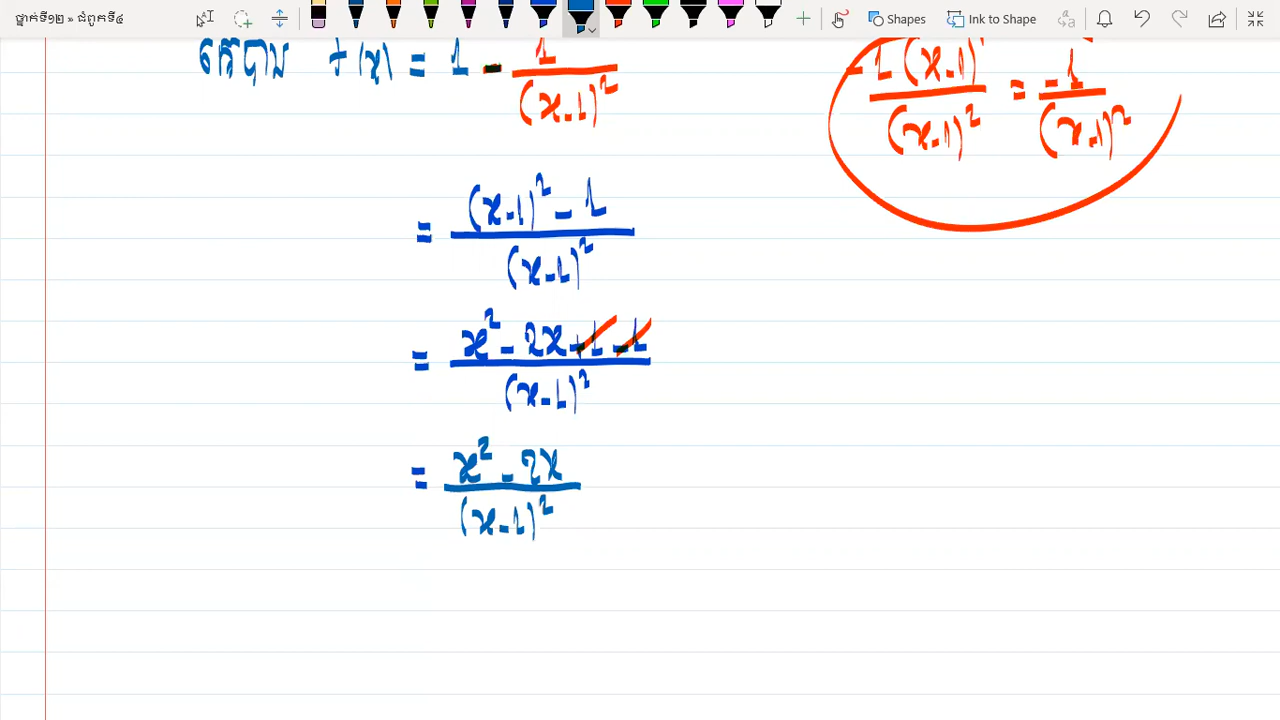 ថ្នាក់ទី១២ » ជំពូកទី៤
Shapes
Ink to Shape
គេបាន f'(x) = 1 - 1/(x-1)²
-1(x-1)'/(x-1)² = -1/(x-1)²
= ((x-1)² - 1)/(x-1)²
= (x² - 2x + 1 - 1)/(x-1)²
= (x² - 2x)/(x-1)²